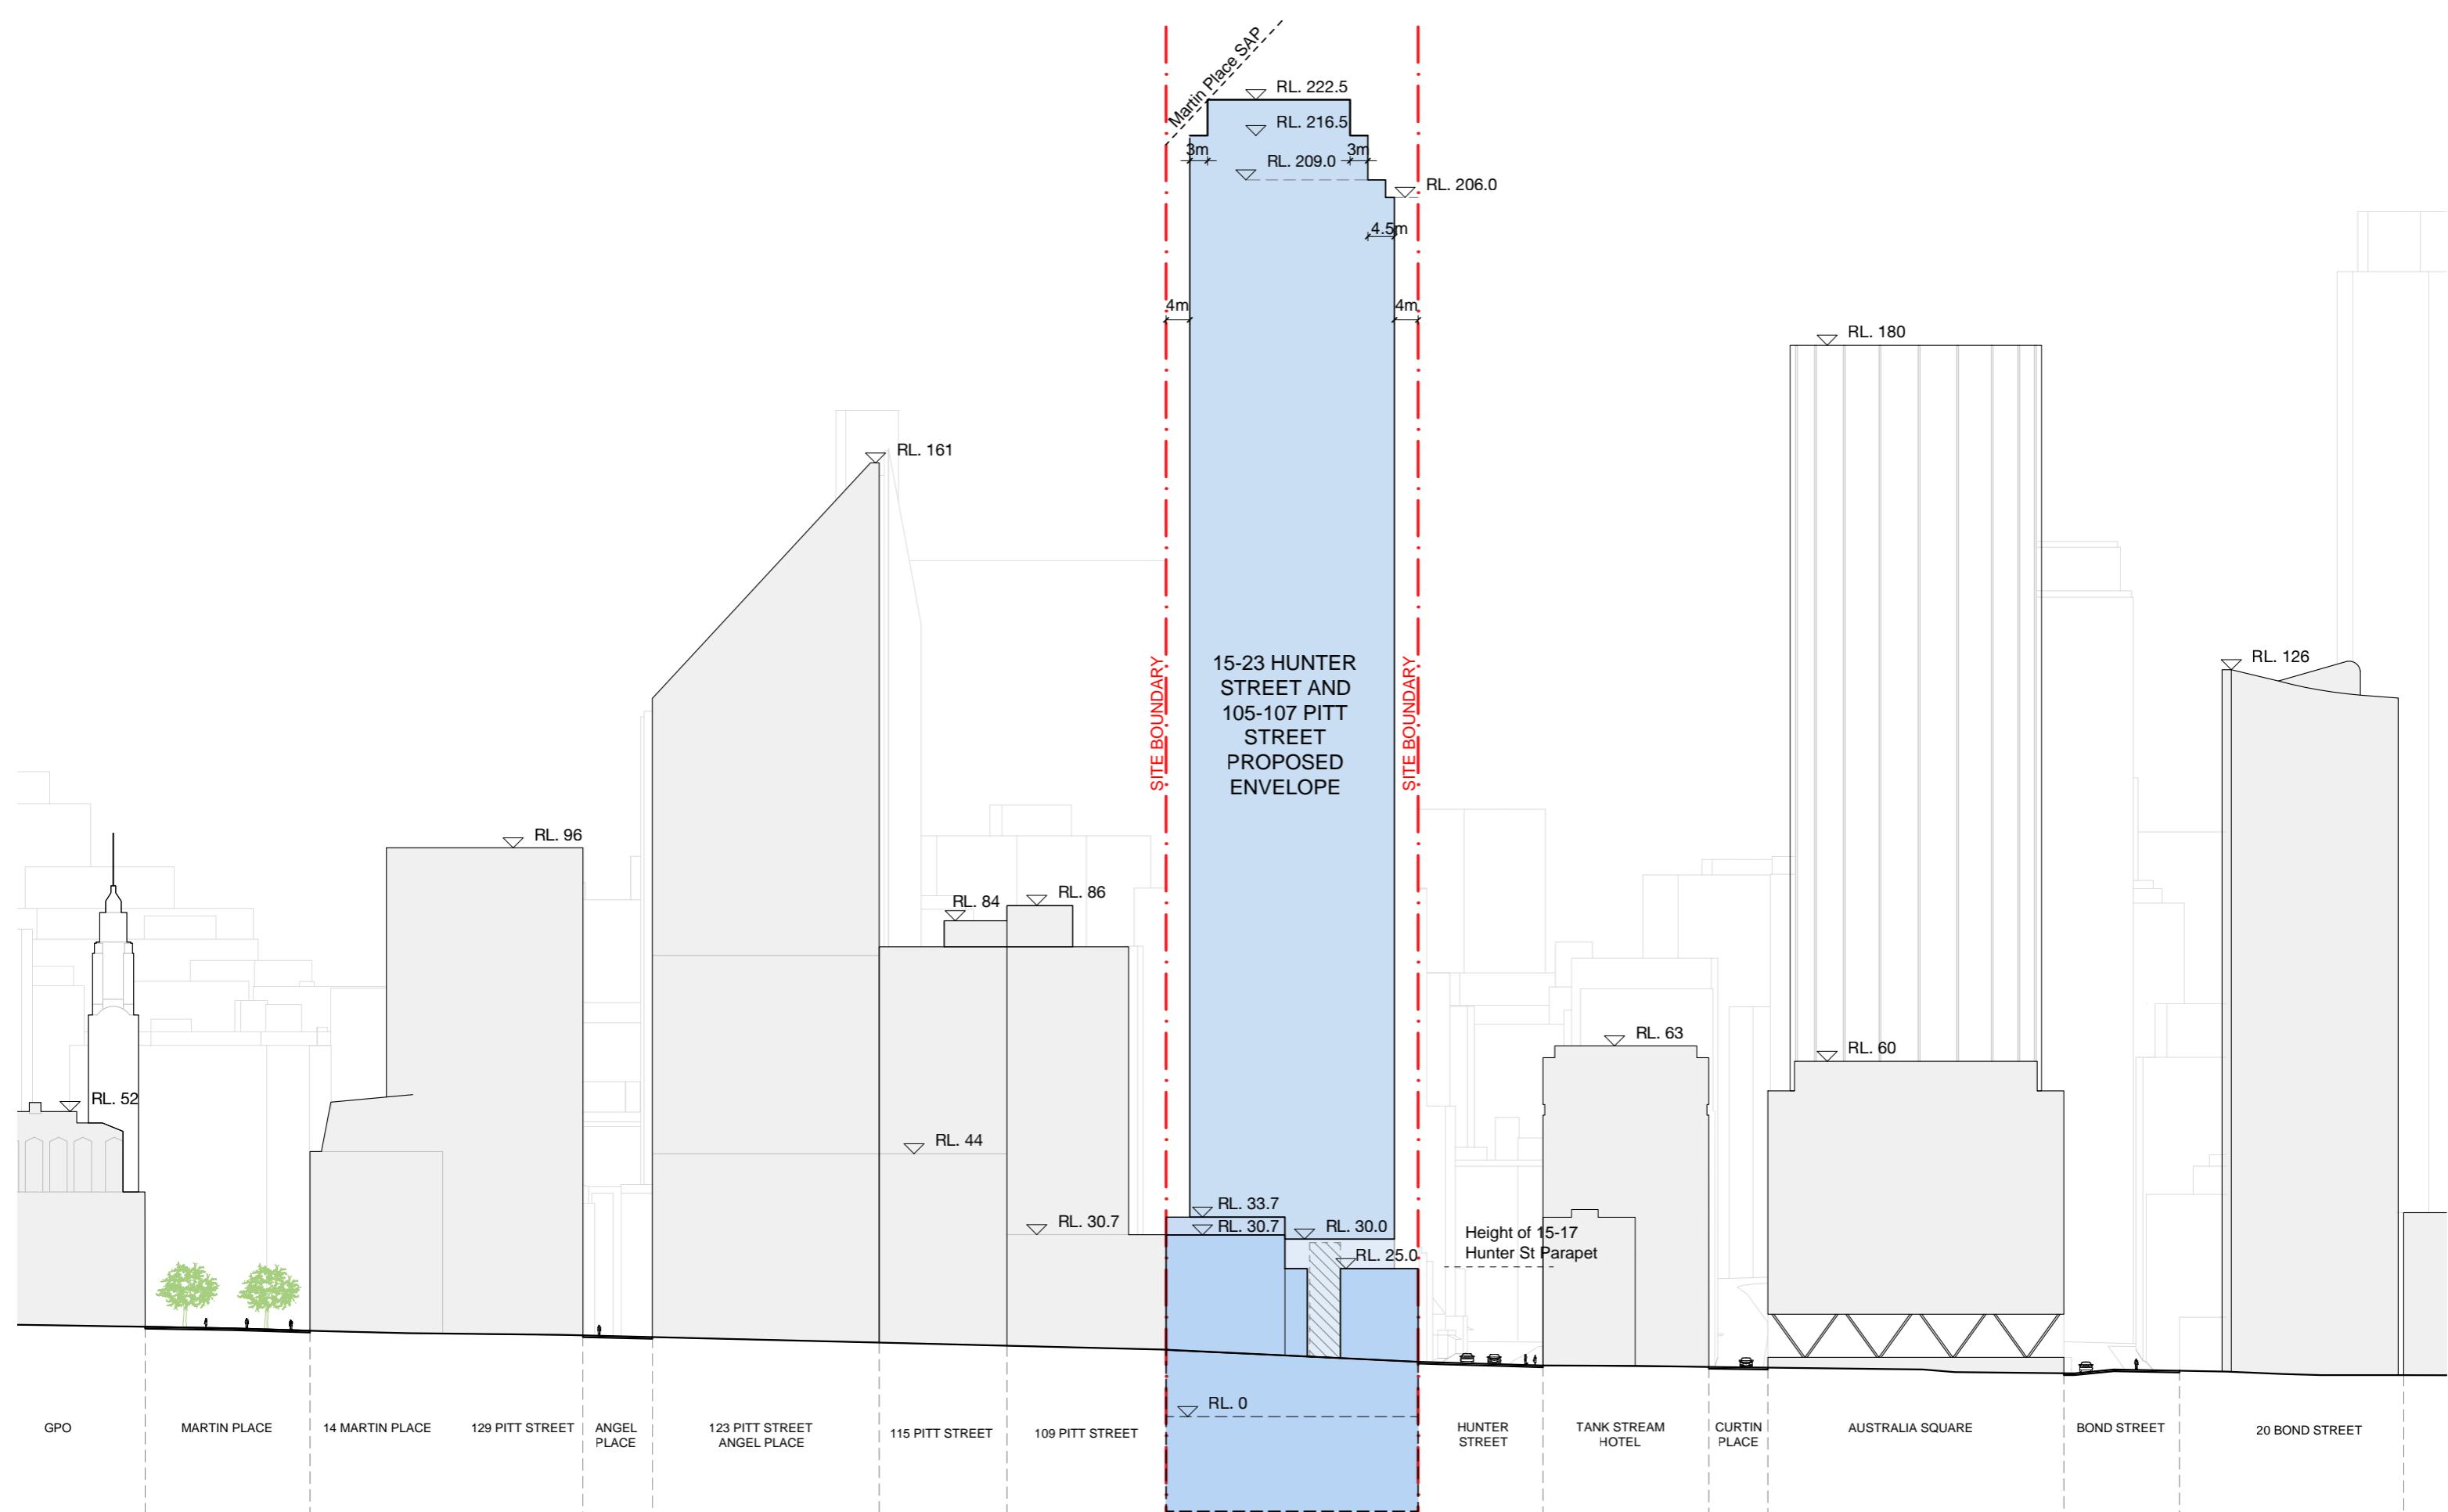 Martin Place SAP
RL. 222.5
RL. 216.5
3m
3m
RL. 209.0
RL. 206.0
4.5m
4m
4m
RL. 180
RL. 161
SITE BOUNDARY
15-23 HUNTER
STREET AND
105-107 PITT
STREET
PROPOSED
ENVELOPE
SITE BOUNDARY
RL. 126
RL. 96
RL. 84
RL. 86
RL. 63
RL. 60
RL. 52
RL. 44
RL. 33.7
RL. 30.7
RL. 30.7
RL. 30.0
RL. 25.0
Height of 15-17
Hunter St Parapet
RL. 0
GPO
MARTIN PLACE
14 MARTIN PLACE
129 PITT STREET
ANGEL
PLACE
123 PITT STREET
ANGEL PLACE
115 PITT STREET
109 PITT STREET
HUNTER
STREET
TANK STREAM
HOTEL
CURTIN
PLACE
AUSTRALIA SQUARE
BOND STREET
20 BOND STREET